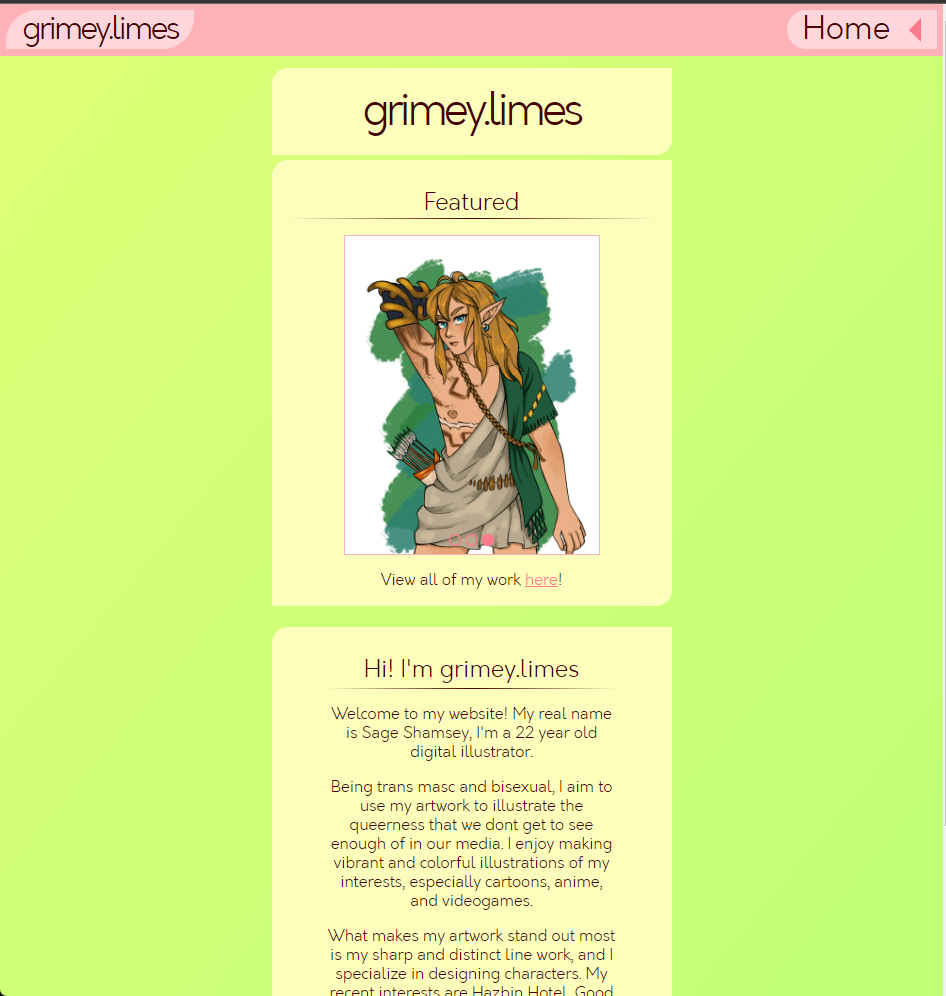 grimey.limes
Home
grimey.limes
Featured
View all of my work here!
Hi! I'm grimey.limes
Welcome to my website! My real name
is Sage Shamsey, I'm a 22 year old
digital illustrator.
Being trans masc and bisexual, I aim to
use my artwork to illustrate the
queerness that we dont get to see
enough of in our media. I enjoy making
vibrant and colorful illustrations of my
interests, especially cartoons, anime,
and videogames.
What makes my artwork stand out most
is my sharp and distinct line work, and I
specialize in designing characters. My
recent interests are Hazbin Hotel, Good